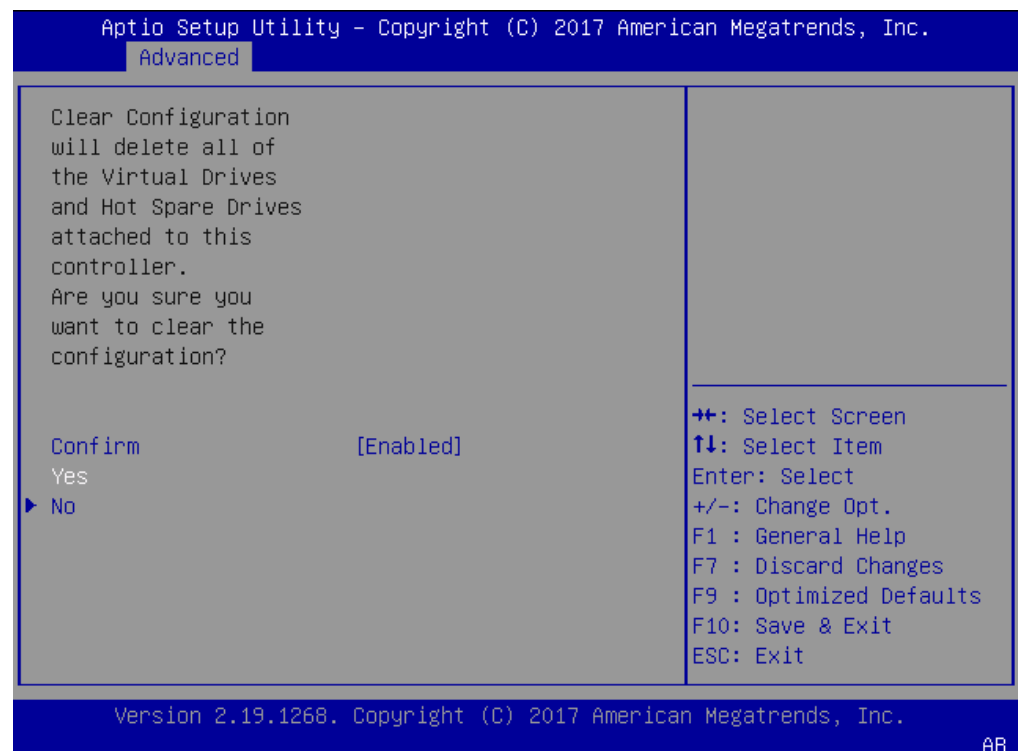 Aptio Setup Utility – Copyright (C) 2017 American Megatrends, Inc.
Advanced
Clear Configuration
will delete all of
the Virtual Drives
and Hot Spare Drives
attached to this
controller.
Are you sure you
want to clear the
configuration?
Confirm [Enabled]
Yes
▶ No
→←: Select Screen
↑↓: Select Item
Enter: Select
+/-: Change Opt.
F1 : General Help
F7 : Discard Changes
F9 : Optimized Defaults
F10: Save & Exit
ESC: Exit
Version 2.19.1268. Copyright (C) 2017 American Megatrends, Inc.
AB